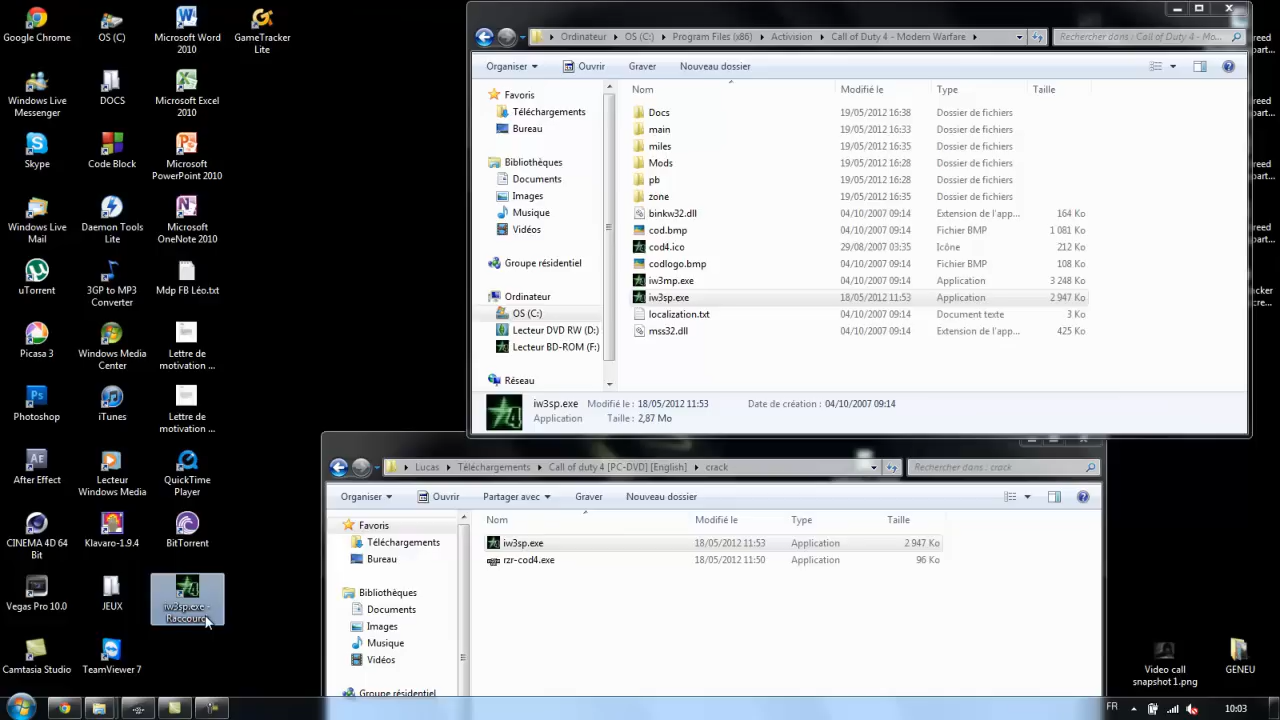 Google Chrome
OS (C)
Microsoft Word
2010
GameTracker
Lite
Windows Live
Messenger
DOCS
Microsoft Excel
2010
Skype
Code Block
Microsoft
PowerPoint 2010
Windows Live
Mail
Daemon Tools
Lite
Microsoft
OneNote 2010
uTorrent
3GP to MP3
Converter
Mdp FB Léo.txt
Picasa 3
Windows Media
Center
Lettre de
motivation ...
Photoshop
iTunes
Lettre de
motivation ...
After Effect
Lecteur
Windows Media
QuickTime
Player
CINEMA 4D 64
Bit
Klavaro-1.9.4
BitTorrent
Vegas Pro 10.0
JEUX
iw3sp.exe -
Raccourc
Camtasia Studio
TeamViewer 7
Ordinateur
OS (C:)
Program Files (x86)
Activision
Call of Duty 4 - Modern Warfare
Rechercher dans : Call of Duty 4 - Mo...
Organiser
Ouvrir
Graver
Nouveau dossier
Favoris
Téléchargements
Bureau
Bibliothèques
Documents
Images
Musique
Vidéos
Groupe résidentiel
Ordinateur
OS (C:)
Lecteur DVD RW (D:)
Lecteur BD-ROM (F:)
Réseau
Nom Modifié le Type Taille
Docs 19/05/2012 16:38 Dossier de fichiers
main 19/05/2012 16:33 Dossier de fichiers
miles 19/05/2012 16:35 Dossier de fichiers
Mods 19/05/2012 16:28 Dossier de fichiers
pb 19/05/2012 16:28 Dossier de fichiers
zone 19/05/2012 16:35 Dossier de fichiers
binkw32.dll 04/10/2007 09:14 Extension de l'app... 164 Ko
cod.bmp 04/10/2007 09:14 Fichier BMP 1 081 Ko
cod4.ico 29/08/2007 03:35 Icône 212 Ko
codlogo.bmp 04/10/2007 09:14 Fichier BMP 108 Ko
iw3mp.exe 04/10/2007 09:14 Application 3 248 Ko
iw3sp.exe 18/05/2012 11:53 Application 2 947 Ko
localization.txt 04/10/2007 09:14 Document texte 3 Ko
mss32.dll 04/10/2007 09:14 Extension de l'app... 425 Ko
iw3sp.exe Modifié le : 18/05/2012 11:53 Date de création : 04/10/2007 09:14
Application Taille : 2,87 Mo
Lucas
Téléchargements
Call of duty 4 [PC-DVD] [English]
crack
Rechercher dans : crack
Organiser
Ouvrir
Partager avec
Graver
Nouveau dossier
Favoris
Téléchargements
Bureau
Bibliothèques
Documents
Images
Musique
Vidéos
Groupe résidentiel
Nom Modifié le Type Taille
iw3sp.exe 18/05/2012 11:53 Application 2 947 Ko
rzr-cod4.exe 18/05/2012 11:50 Application 96 Ko
Video call
snapshot 1.png
GENEU
FR
10:03